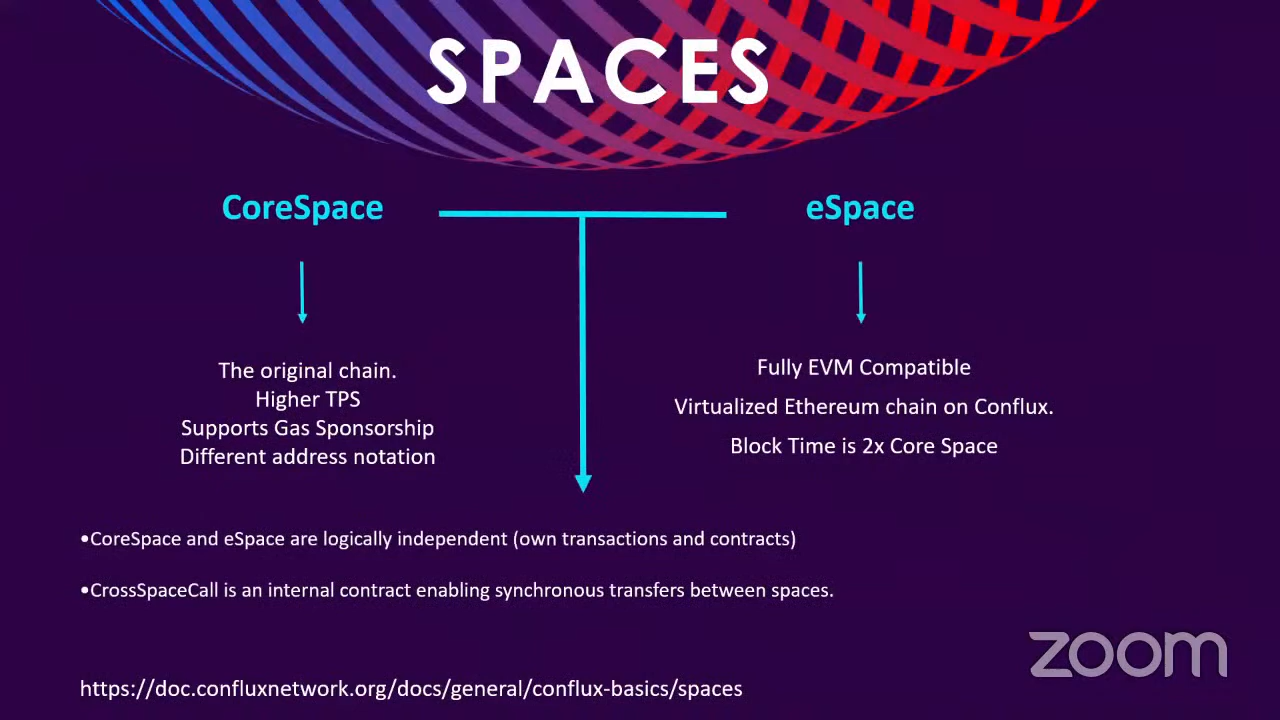 SPACES
CoreSpace
eSpace
The original chain.
Higher TPS
Supports Gas Sponsorship
Different address notation
Fully EVM Compatible
Virtualized Ethereum chain on Conflux.
Block Time is 2x Core Space
•CoreSpace and eSpace are logically independent (own transactions and contracts)
•CrossSpaceCall is an internal contract enabling synchronous transfers between spaces.
zoom
https://doc.confluxnetwork.org/docs/general/conflux-basics/spaces